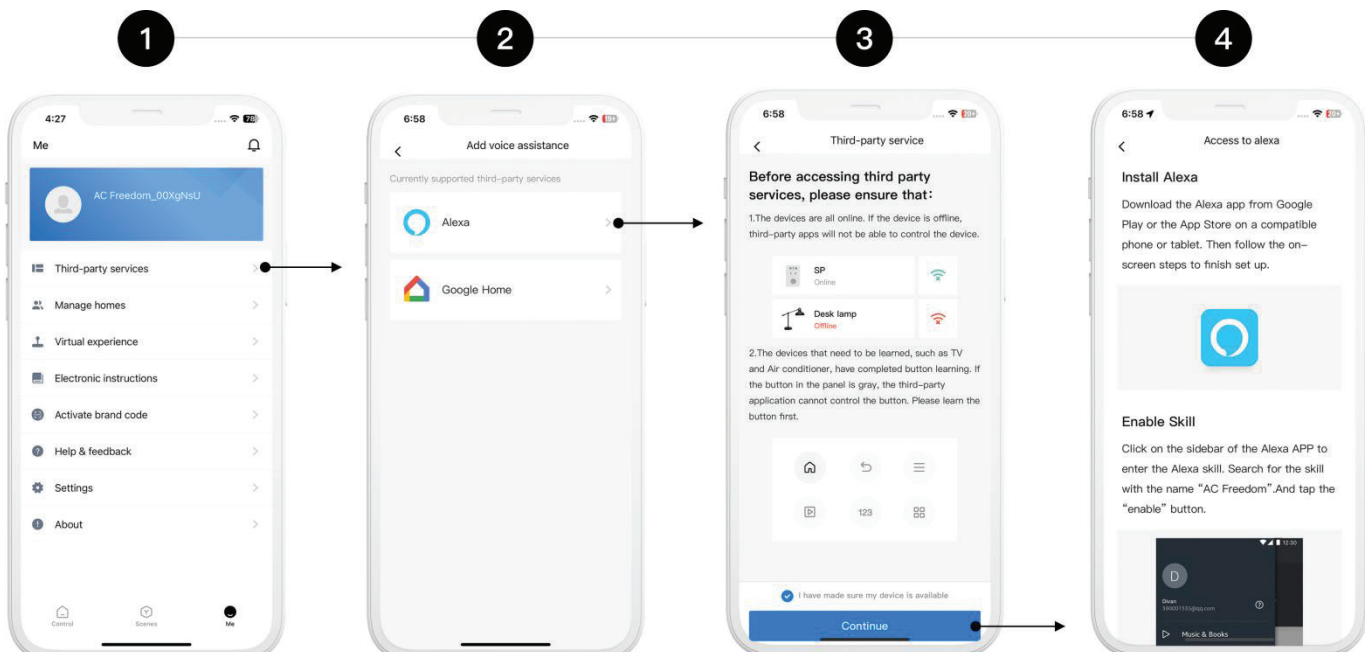 1
2
3
4
4:27
78
Me
AC Freedom_00XgNsU
Third-party services
Manage homes
Virtual experience
Electronic instructions
Activate brand code
Help & feedback
Settings
About
Control
Scenes
Me
6:58
Add voice assistance
Currently supported third-party services
Alexa
Google Home
6:58
Third-party service
Before accessing third party
services, please ensure that:
1.The devices are all online. If the device is offline,
third-party apps will not be able to control the device.
SP
Online
Desk lamp
Offline
2.The devices that need to be learned, such as TV
and Air conditioner, have completed button learning. If
the button in the panel is gray, the third-party
application cannot control the button. Please learn the
button first.
123
I have made sure my device is available
Continue
6:58
Access to alexa
Install Alexa
Download the Alexa app from Google
Play or the App Store on a compatible
phone or tablet. Then follow the on-
screen steps to finish set up.
Enable Skill
Click on the sidebar of the Alexa APP to
enter the Alexa skill. Search for the skill
with the name “AC Freedom”.And tap the
“enable” button.
12:30
D
Divan
Music & Books